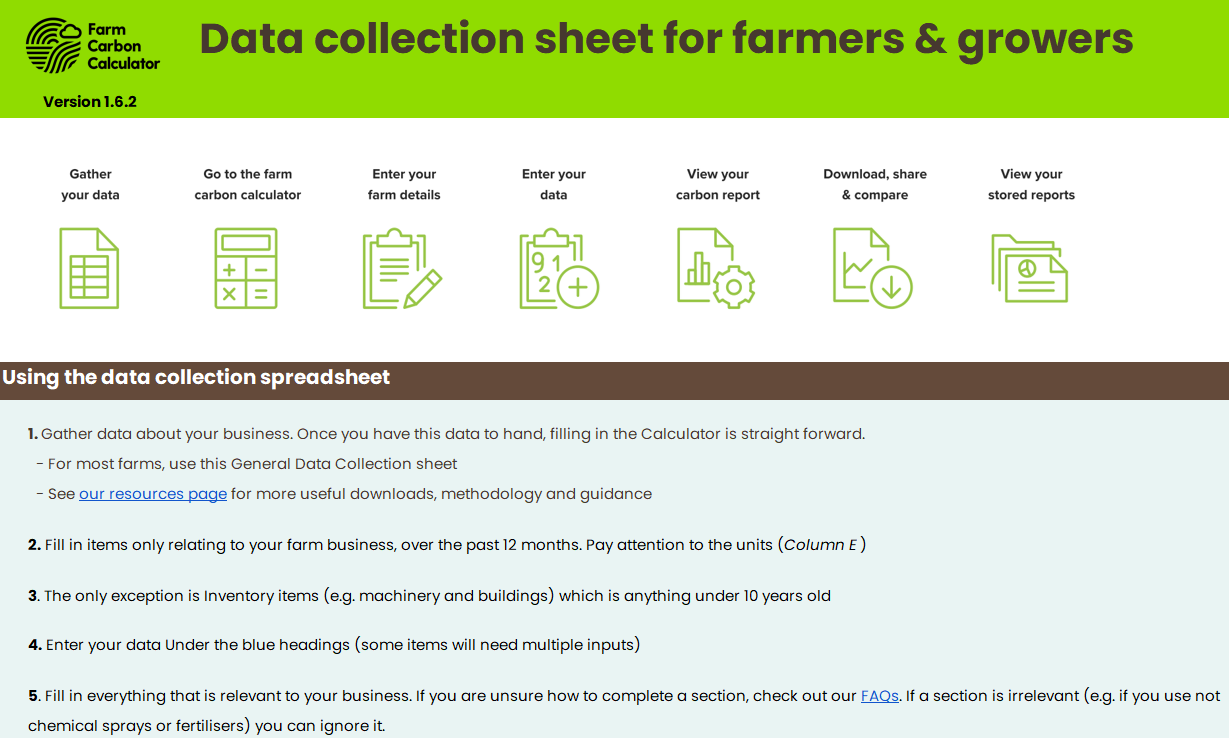 Farm
Carbon
Calculator
Data collection sheet for farmers & growers
Version 1.6.2
Gather
your data
Go to the farm
carbon calculator
Enter your
farm details
Enter your
data
View your
carbon report
Download, share
& compare
View your
stored reports
9 1
2
Using the data collection spreadsheet
1. Gather data about your business. Once you have this data to hand, filling in the Calculator is straight forward.
- For most farms, use this General Data Collection sheet
- See our resources page for more useful downloads, methodology and guidance
2. Fill in items only relating to your farm business, over the past 12 months. Pay attention to the units (Column E )
3. The only exception is Inventory items (e.g. machinery and buildings) which is anything under 10 years old
4. Enter your data Under the blue headings (some items will need multiple inputs)
5. Fill in everything that is relevant to your business. If you are unsure how to complete a section, check out our FAQs. If a section is irrelevant (e.g. if you use not
chemical sprays or fertilisers) you can ignore it.